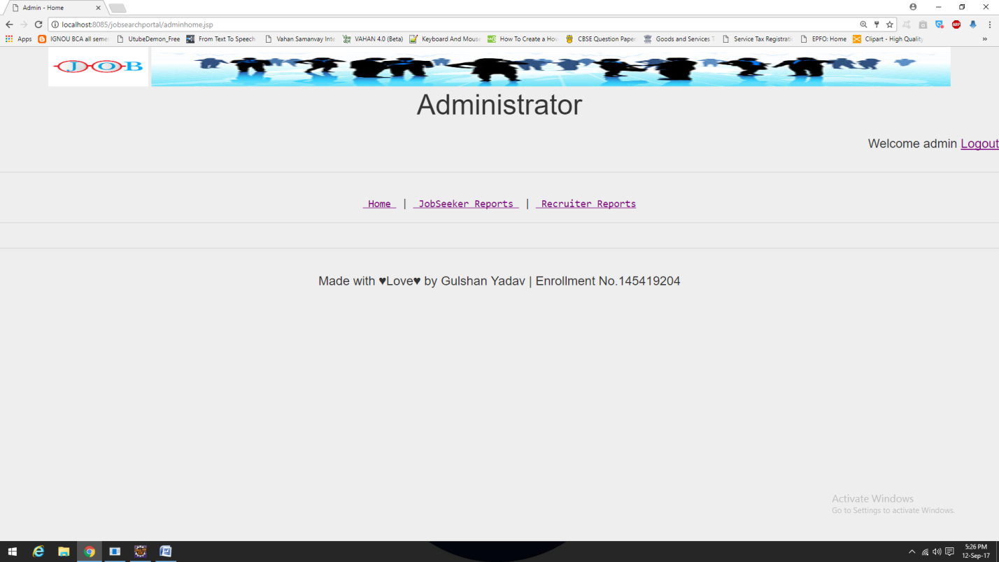 Admin - Home
localhost:8085/jobsearchportal/adminhome.jsp
Apps IGNOU BCA all seme UtubeDemon_Free From Text To Speech Vahan Samanvay Inte VAHAN 4.0 (Beta) Keyboard And Mouse How To Create a How CBSE Question Paper Goods and Services T Service Tax Registrati EPFO: Home Clipart - High Quality »
JOB
Administrator
Welcome admin Logout
Home | JobSeeker Reports | Recruiter Reports
Made with ♥Love♥ by Gulshan Yadav | Enrollment No.145419204
Activate Windows
Go to Settings to activate Windows.
5:26 PM
12-Sep-17